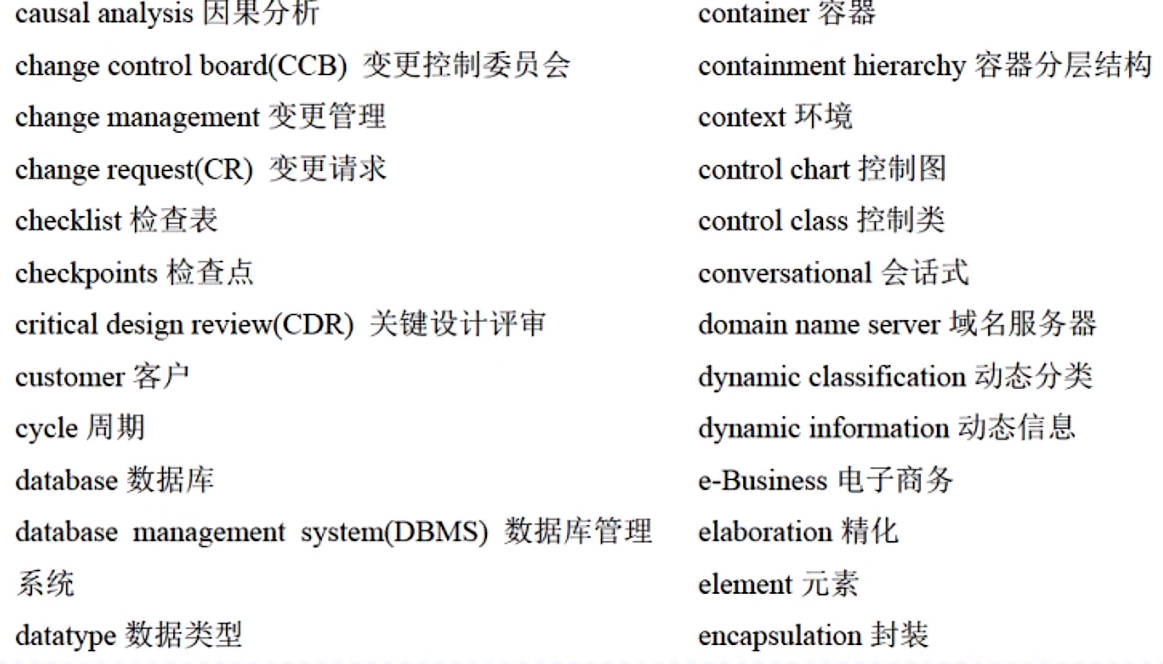 causal analysis 因果分析
change control board(CCB) 变更控制委员会
change management 变更管理
change request(CR) 变更请求
checklist 检查表
checkpoints 检查点
critical design review(CDR) 关键设计评审
customer 客户
cycle 周期
database 数据库
database management system(DBMS) 数据库管理
系统
datatype 数据类型
container 容器
containment hierarchy 容器分层结构
context 环境
control chart 控制图
control class 控制类
conversational 会话式
domain name server 域名服务器
dynamic classification 动态分类
dynamic information 动态信息
e-Business 电子商务
elaboration 精化
element 元素
encapsulation 封装